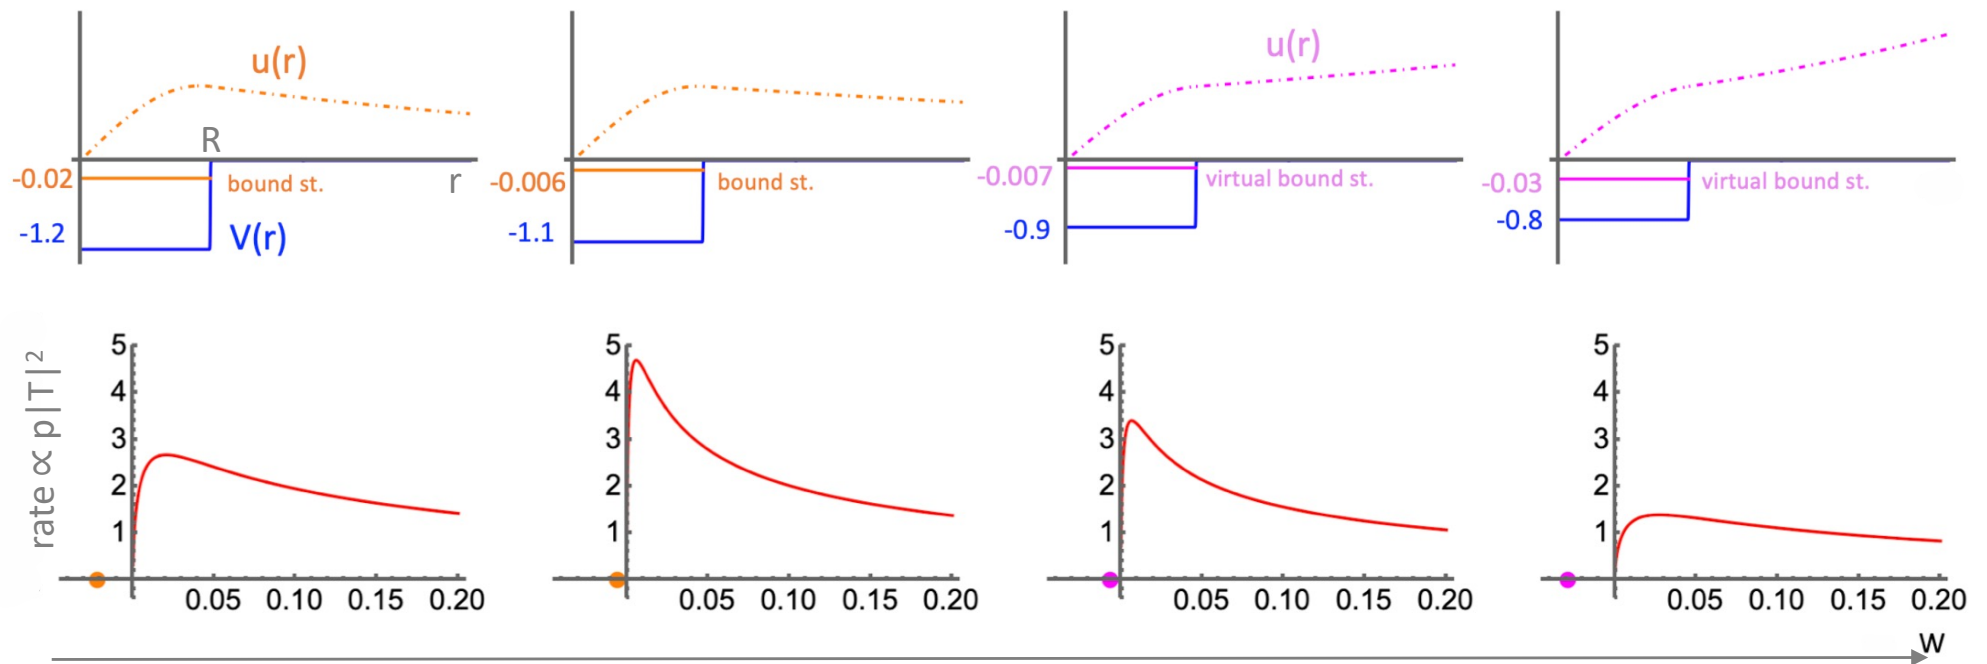 u(r)
R
-0.02
bound st.
r
-1.2
V(r)
-0.006
bound st.
-1.1
u(r)
-0.007
virtual bound st.
-0.9
-0.03
virtual bound st.
-0.8
rate ∝ p|T|²
5
4
3
2
1
0.05 0.10 0.15 0.20
5
4
3
2
1
0.05 0.10 0.15 0.20
5
4
3
2
1
0.05 0.10 0.15 0.20
5
4
3
2
1
0.05 0.10 0.15 0.20
w